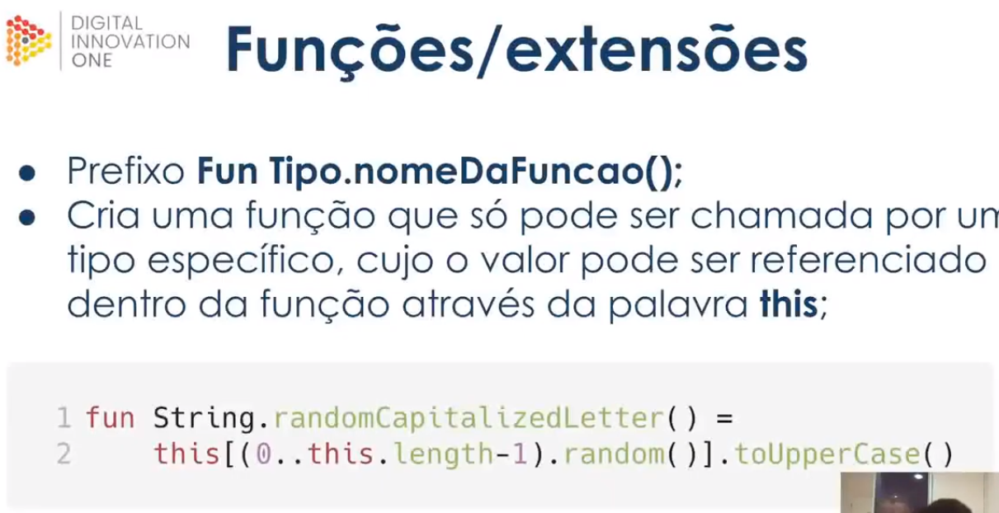 DIGITAL
INNOVATION
ONE
Funções/extensões
● Prefixo Fun Tipo.nomeDaFuncao();
● Cria uma função que só pode ser chamada por um
tipo específico, cujo o valor pode ser referenciado
dentro da função através da palavra this;
1 fun String.randomCapitalizedLetter() =
2     this[(0..this.length-1).random()].toUpperCase()